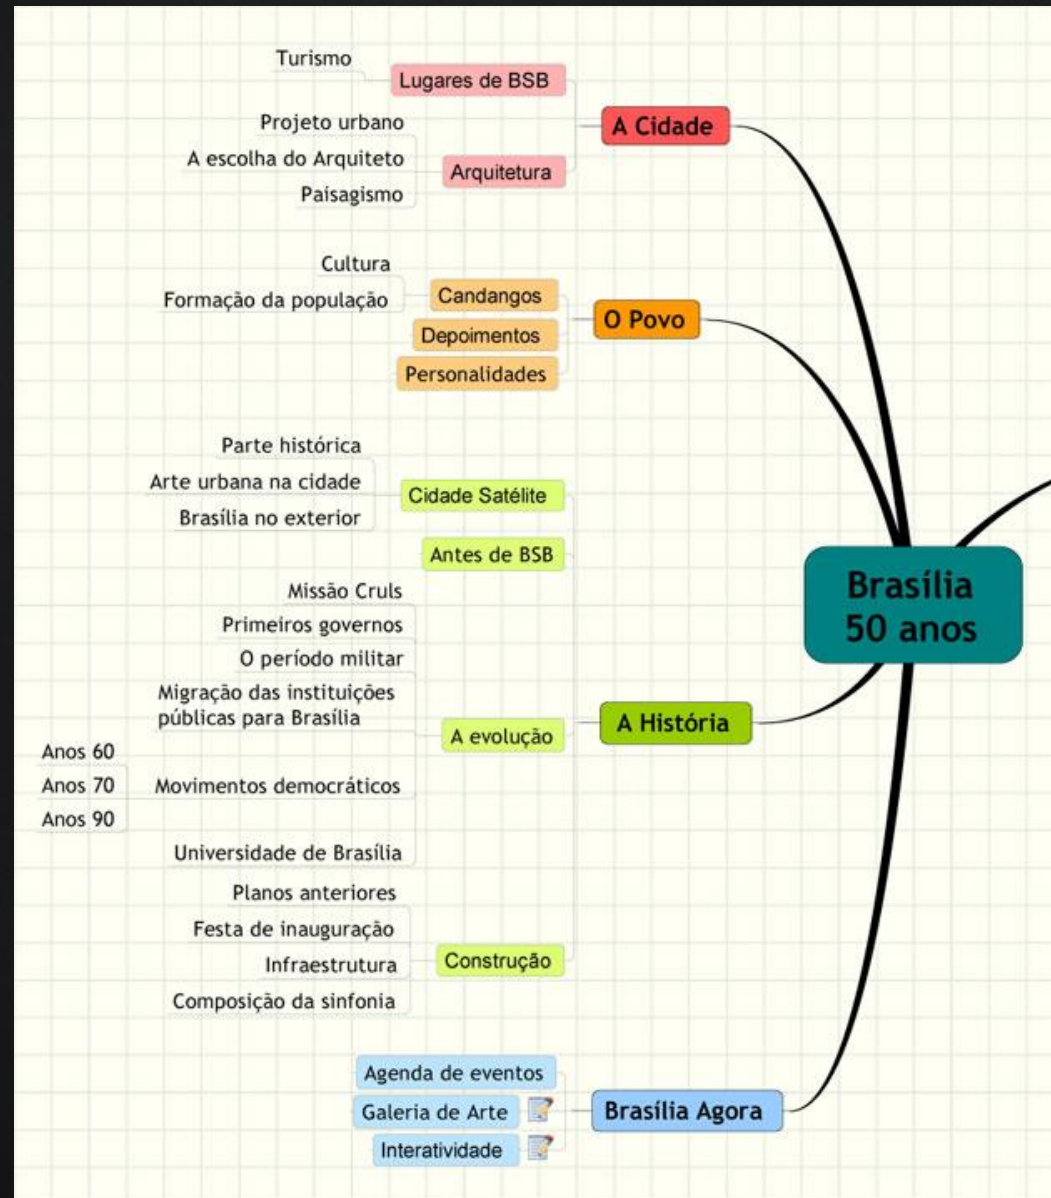 Turismo
Lugares de BSB
A Cidade
Projeto urbano
A escolha do Arquiteto
Paisagismo
Arquitetura
Cultura
Formação da população
Candangos
Depoimentos
Personalidades
O Povo
Parte histórica
Arte urbana na cidade
Brasília no exterior
Cidade Satélite
Antes de BSB
Missão Cruls
Primeiros governos
O período militar
Migração das instituições
públicas para Brasília
A evolução
A História
Anos 60
Anos 70
Anos 90
Movimentos democráticos
Universidade de Brasília
Planos anteriores
Festa de inauguração
Infraestrutura
Composição da sinfonia
Construção
Agenda de eventos
Galeria de Arte
Interatividade
Brasília Agora
Brasília
50 anos